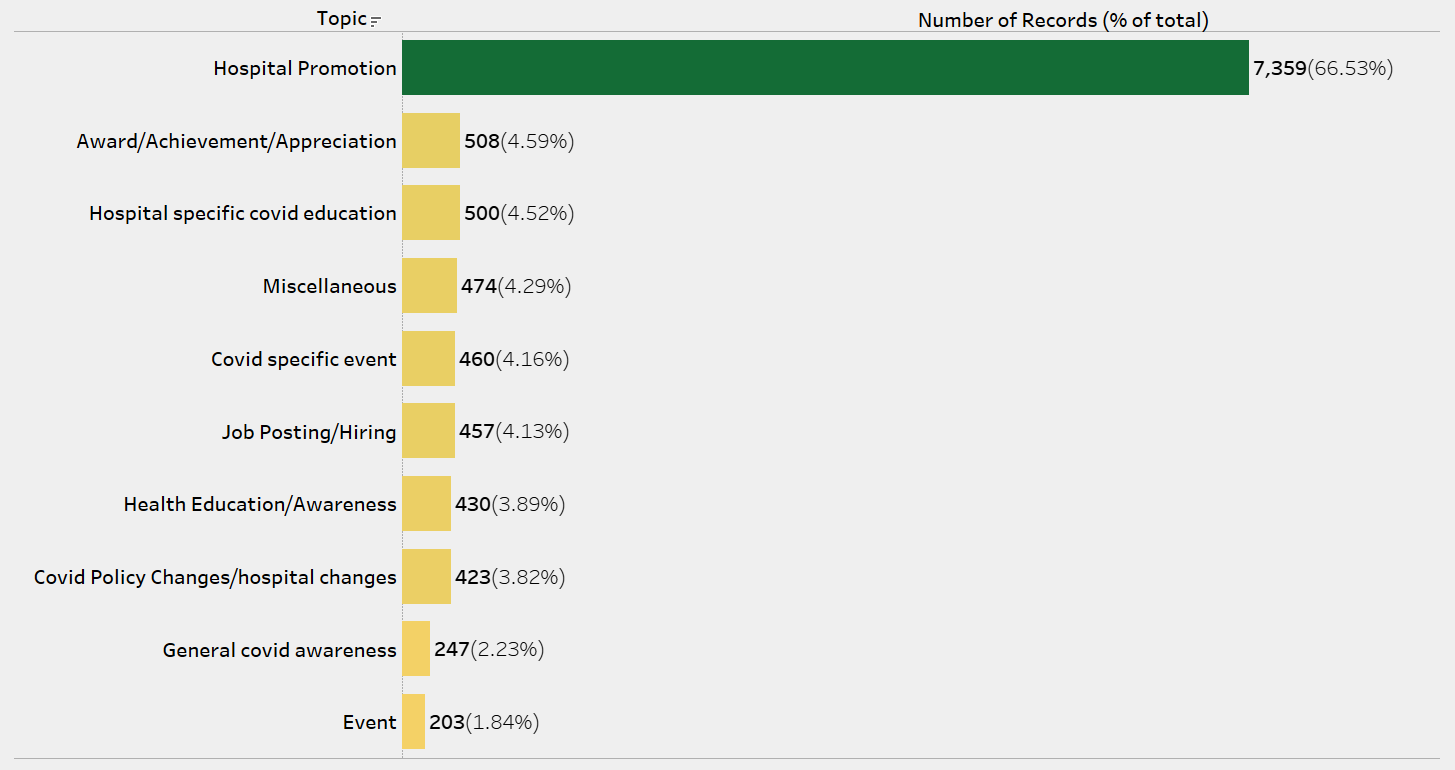 Topic Number of Records (% of total)
Hospital Promotion 7,359(66.53%)
Award/Achievement/Appreciation 508(4.59%)
Hospital specific covid education 500(4.52%)
Miscellaneous 474(4.29%)
Covid specific event 460(4.16%)
Job Posting/Hiring 457(4.13%)
Health Education/Awareness 430(3.89%)
Covid Policy Changes/hospital changes 423(3.82%)
General covid awareness 247(2.23%)
Event 203(1.84%)